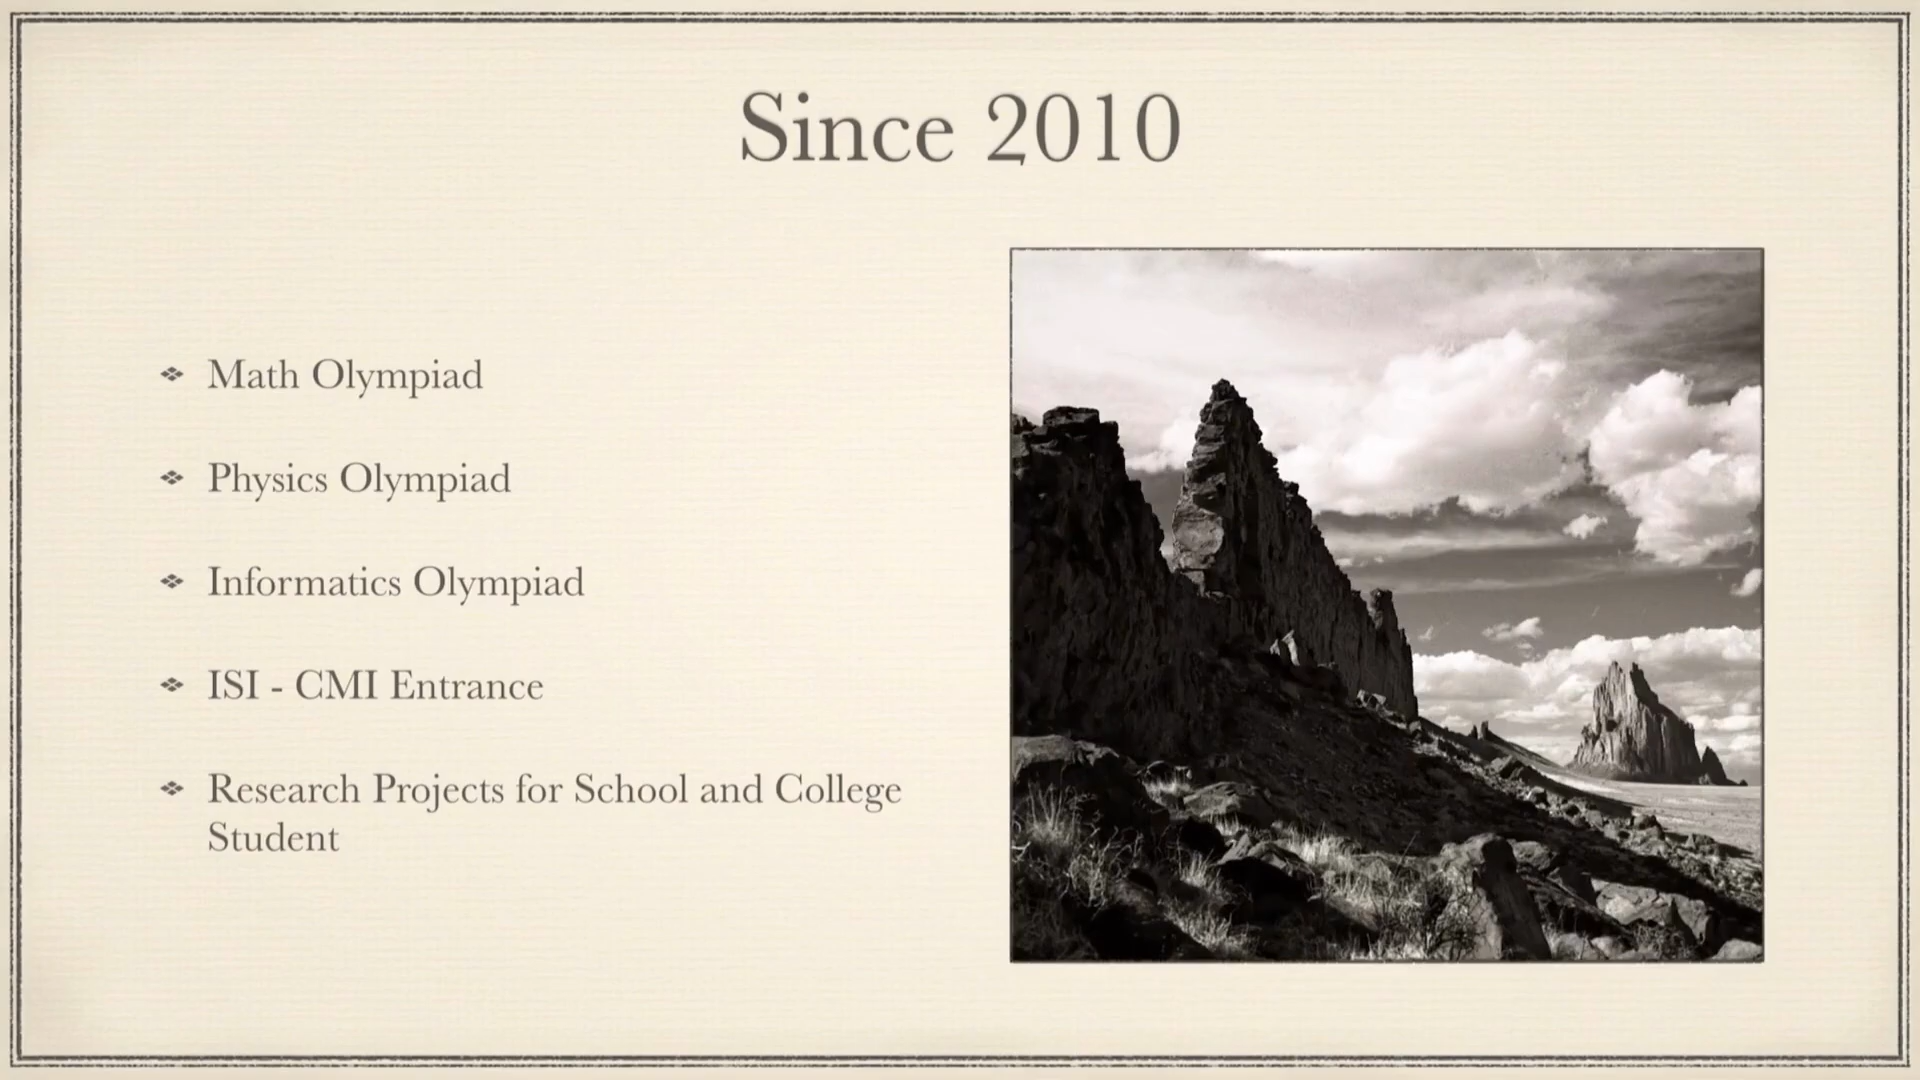 Since 2010
Math Olympiad
Physics Olympiad
Informatics Olympiad
ISI - CMI Entrance
Research Projects for School and College
Student